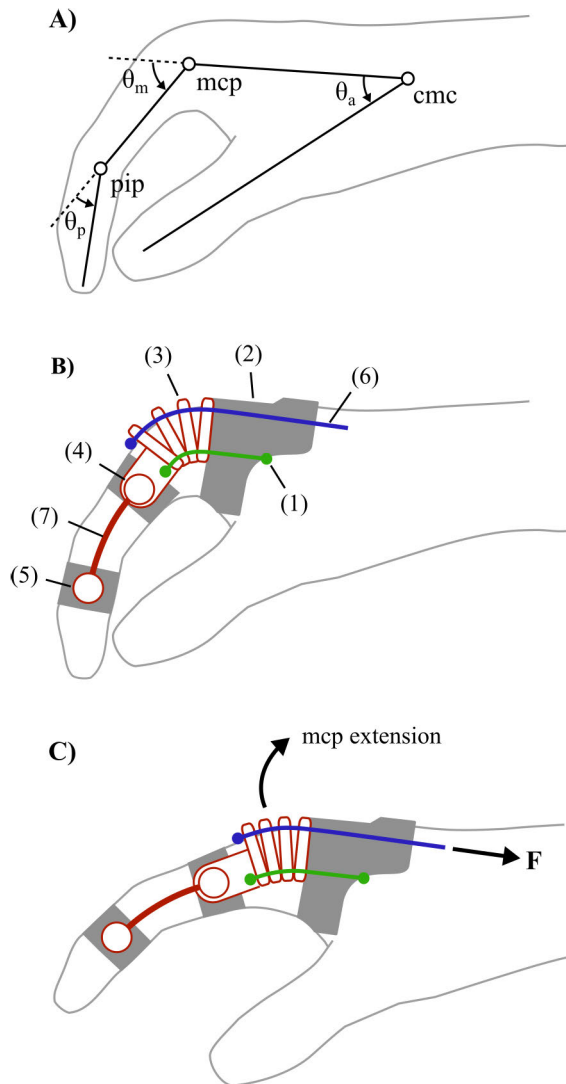 A)
θm
mcp
θa
cmc
pip
θp
B)
(3)
(2)
(6)
(4)
(1)
(7)
(5)
C)
mcp extension
F